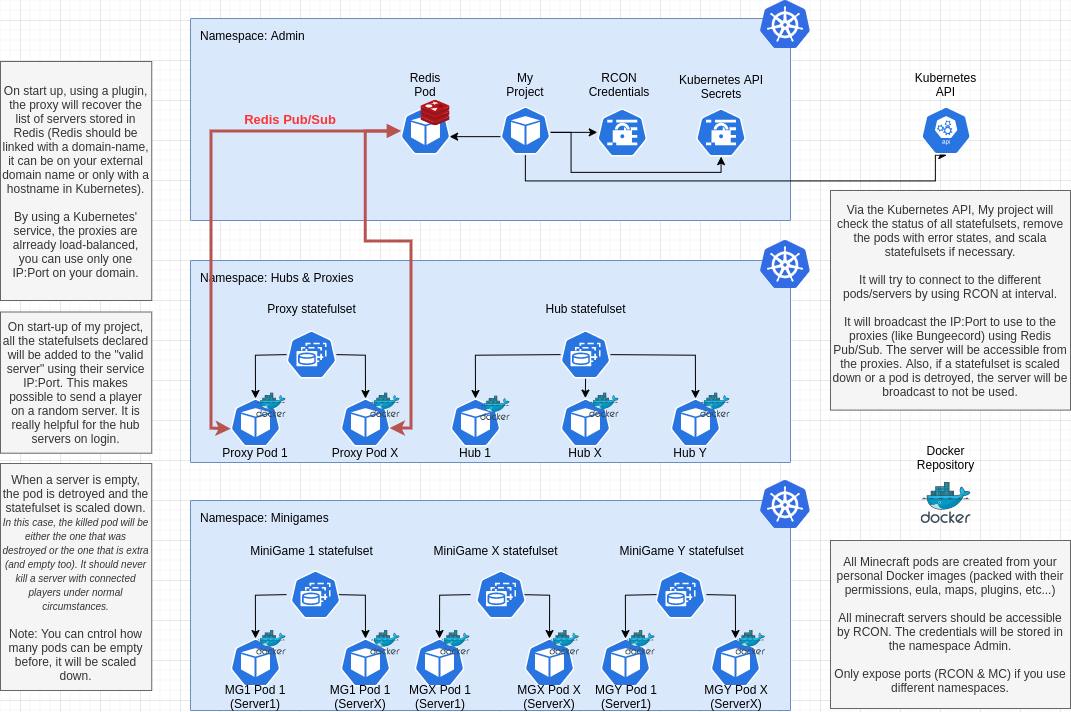 Namespace: Admin
Redis
Pod
My
Project
RCON
Credentials
Kubernetes API
Secrets
Kubernetes
API
api
Redis Pub/Sub
On start up, using a plugin,
the proxy will recover the
list of servers stored in
Redis (Redis should be
linked with a domain-name,
it can be on your external
domain name or only with a
hostname in Kubernetes).
By using a Kubernetes'
service, the proxies are
alrready load-balanced,
you can use only one
IP:Port on your domain.
Via the Kubernetes API, My project will
check the status of all statefulsets, remove
the pods with error states, and scala
statefulsets if necessary.
It will try to connect to the different
pods/servers by using RCON at interval.
It will broadcast the IP:Port to use to the
proxies (like Bungeecord) using Redis
Pub/Sub. The server will be accessible from
the proxies. Also, if a statefulset is scaled
down or a pod is detroyed, the server will be
broadcast to not be used.
Namespace: Hubs & Proxies
Proxy statefulset
Hub statefulset
docker
docker
docker
docker
docker
Proxy Pod 1
Proxy Pod X
Hub 1
Hub X
Hub Y
On start-up of my project,
all the statefulsets declared
will be added to the "valid
server" using their service
IP:Port. This makes
possible to send a player
on a random server. It is
really helpful for the hub
servers on login.
When a server is empty,
the pod is detroyed and the
statefulset is scaled down.
In this case, the killed pod will be
either the one that was
destroyed or the one that is extra
(and empty too). It should never
kill a server with connected
players under normal
circumstances.
Note: You can cntrol how
many pods can be empty
before, it will be scaled
down.
Docker
Repository
docker
Namespace: Minigames
MiniGame 1 statefulset
MiniGame X statefulset
MiniGame Y statefulset
docker
docker
docker
docker
docker
docker
MG1 Pod 1
(Server1)
MG1 Pod 1
(ServerX)
MGX Pod 1
(Server1)
MGX Pod X
(ServerX)
MGY Pod 1
(Server1)
MGY Pod X
(ServerX)
All Minecraft pods are created from your
personal Docker images (packed with their
permissions, eula, maps, plugins, etc...)
All minecraft servers should be accessible
by RCON. The credentials will be stored in
the namespace Admin.
Only expose ports (RCON & MC) if you use
different namespaces.